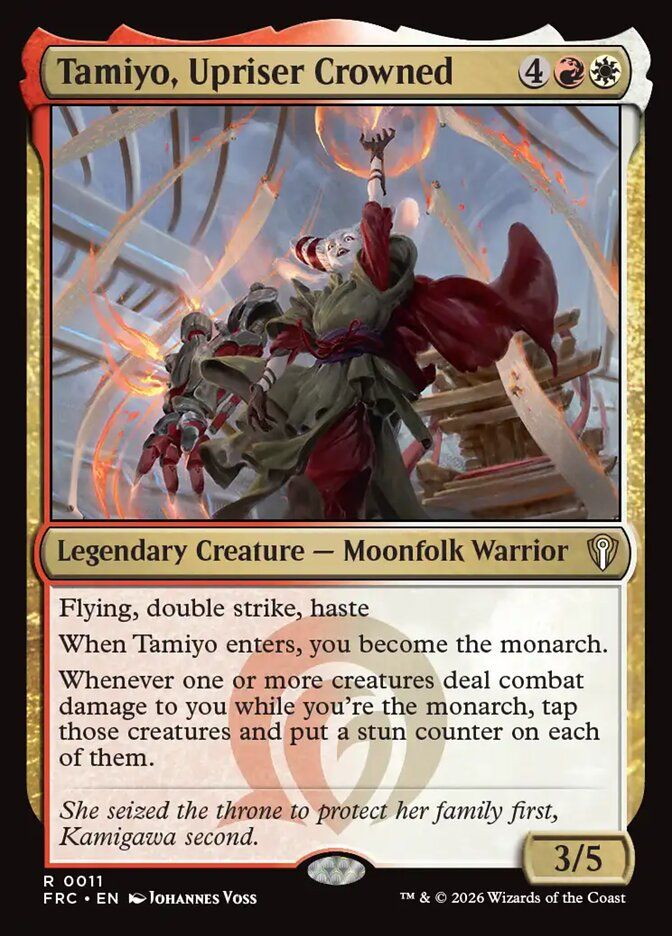 Tamiyo, Upriser Crowned 4
Legendary Creature — Moonfolk Warrior
Flying, double strike, haste
When Tamiyo enters, you become the monarch.
Whenever one or more creatures deal combat
damage to you while you're the monarch, tap
those creatures and put a stun counter on each
of them.
She seized the throne to protect her family first,
Kamigawa second.
3/5
R 0011
FRC • EN Johannes Voss
™ & © 2026 Wizards of the Coast